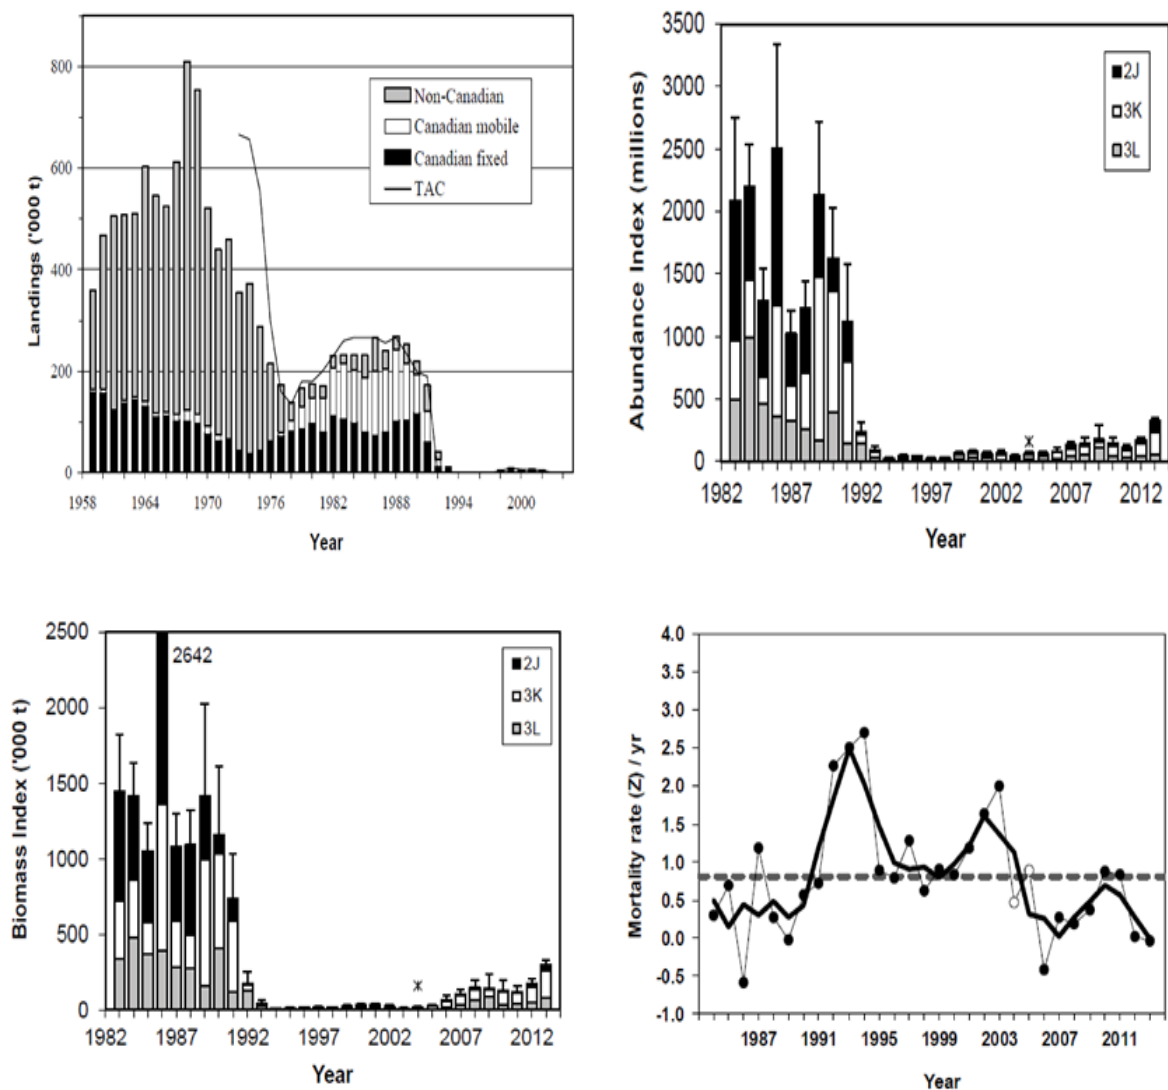 800
600
400
200
0
Landings ('000 t)
Non-Canadian
Canadian mobile
Canadian fixed
TAC
1958 1964 1970 1976 1982 1988 1994 2000
Year
3500
3000
2500
2000
1500
1000
500
0
Abundance Index (millions)
2J
3K
3L
1982 1987 1992 1997 2002 2007 2012
Year
2500
2000
1500
1000
500
0
Biomass Index ('000 t)
2642
2J
3K
3L
1982 1987 1992 1997 2002 2007 2012
Year
4.0
3.5
3.0
2.5
2.0
1.5
1.0
0.5
0.0
-0.5
-1.0
Mortality rate (Z) / yr
1987 1991 1995 1999 2003 2007 2011
Year